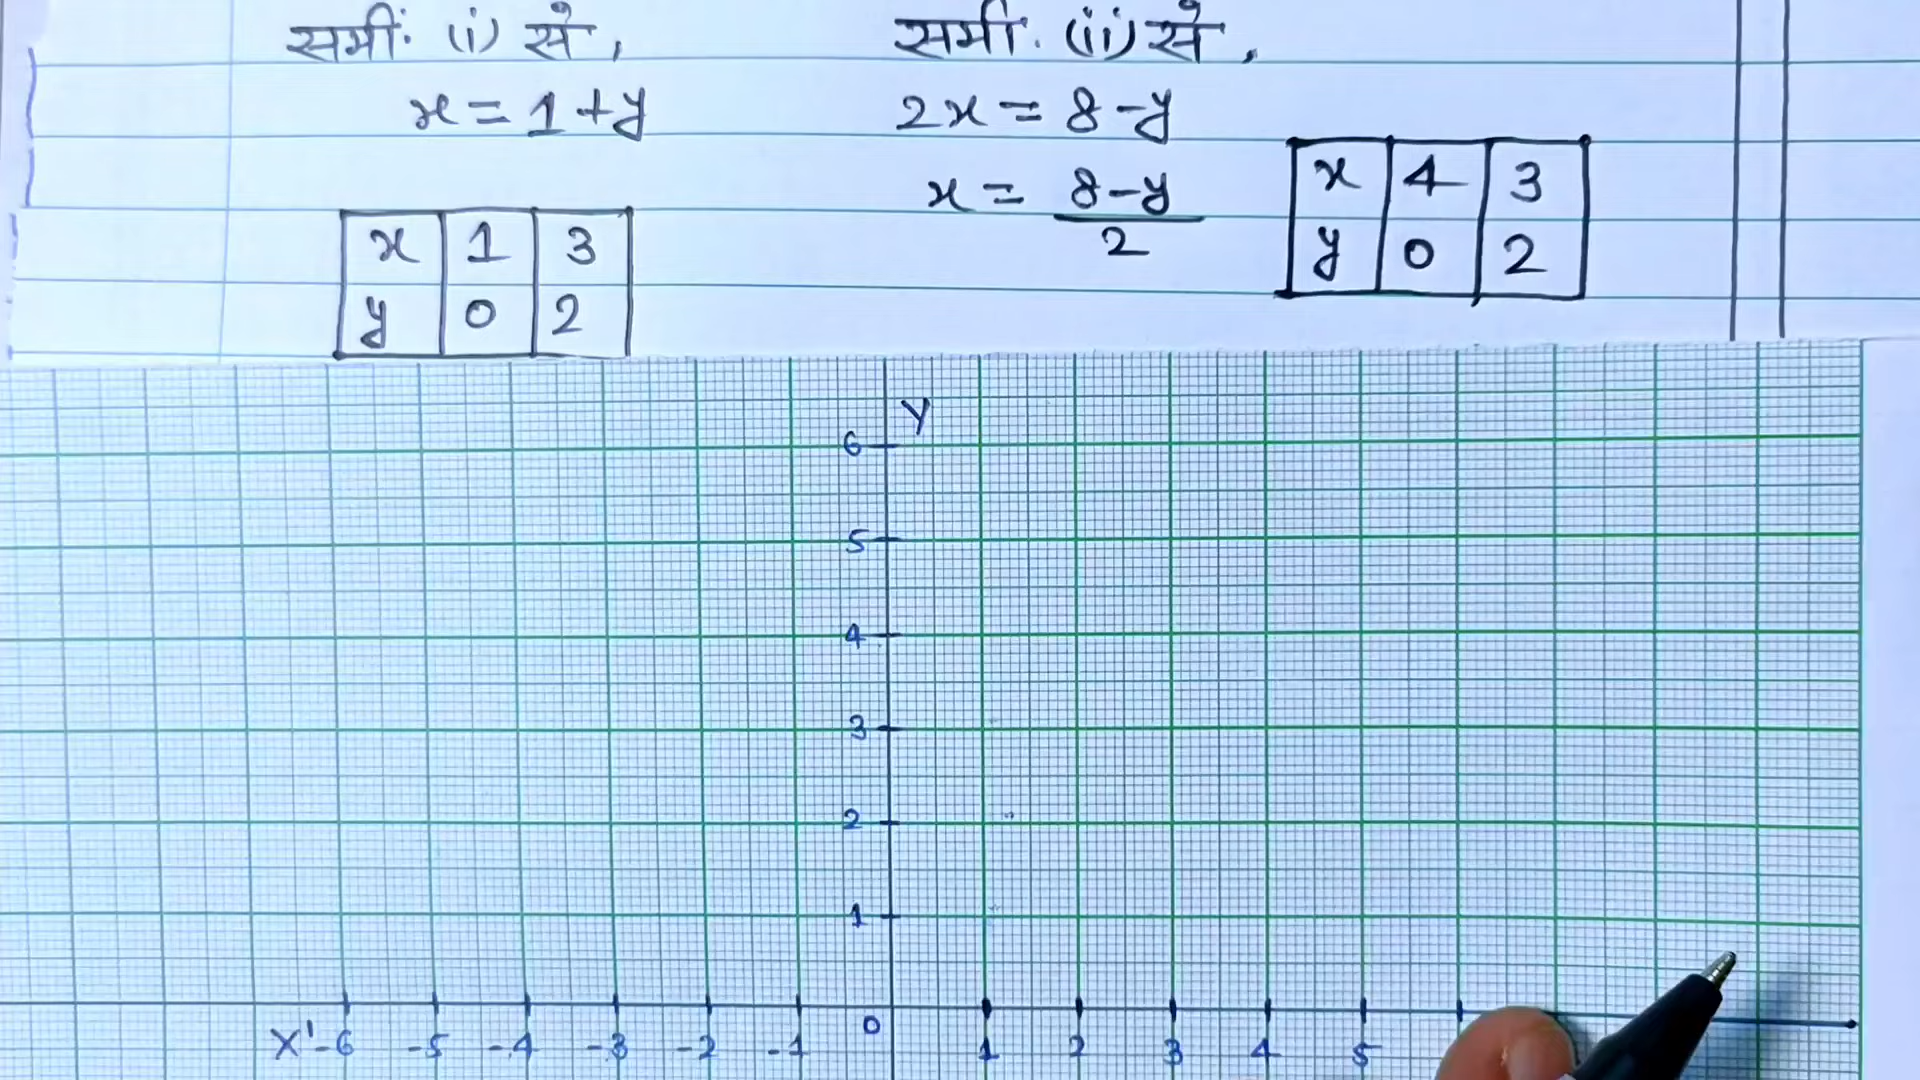 समी. (i) से,
x = 1 + y
x 1 3
y 0 2
समी. (ii) से,
2x = 8 - y
x = 8 - y
2
x 4 3
y 0 2
Y
6
5
4
3
2
1
X' -6 -5 -4 -3 -2 -1 0 1 2 3 4 5